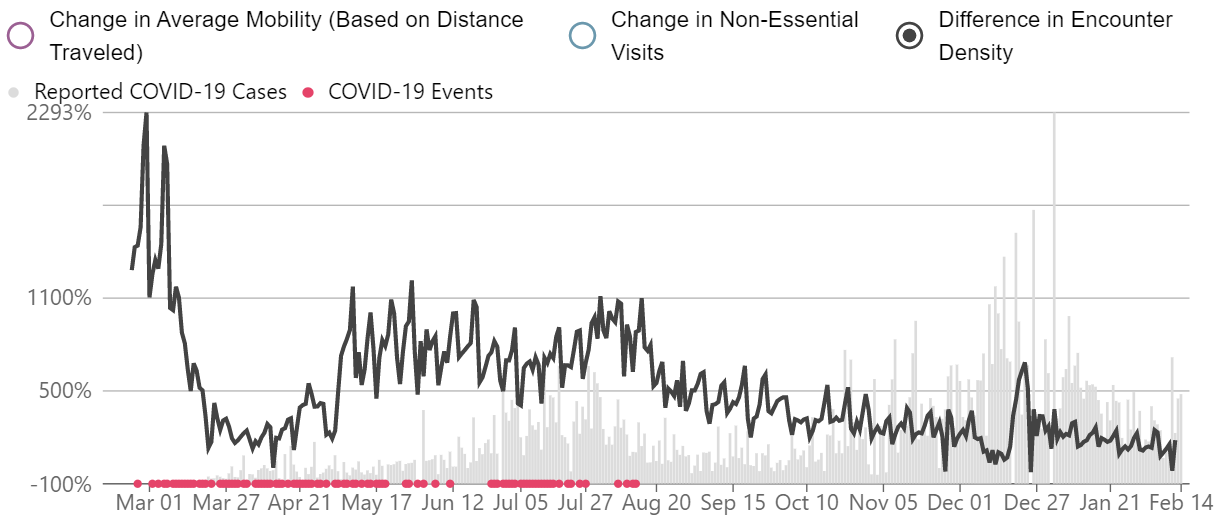 Change in Average Mobility (Based on Distance
Traveled)
Change in Non-Essential
Visits
Difference in Encounter
Density
Reported COVID-19 Cases
COVID-19 Events
2293%
1100%
500%
-100%
Mar 01 Mar 27 Apr 21 May 17 Jun 12 Jul 05 Jul 27 Aug 20 Sep 15 Oct 10 Nov 05 Dec 01 Dec 27 Jan 21 Feb 14